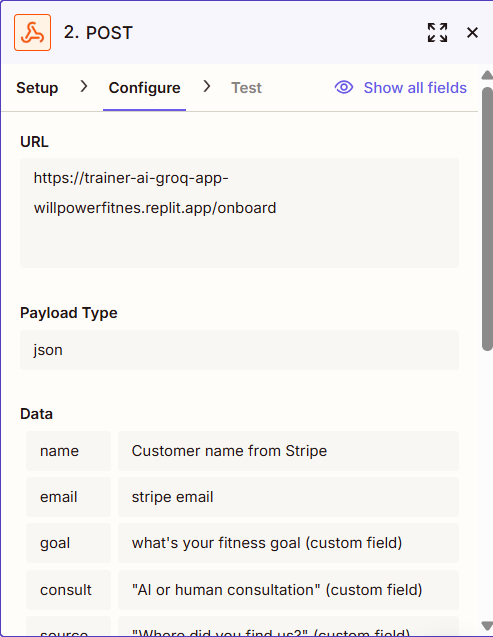 2. POST
Setup > Configure > Test Show all fields
URL
https://trainer-ai-groq-app-
willpowerfitnes.replit.app/onboard
Payload Type
json
Data
name Customer name from Stripe
email stripe email
goal what's your fitness goal (custom field)
consult "AI or human consultation" (custom field)
source "Where did you find us?" (custom field)